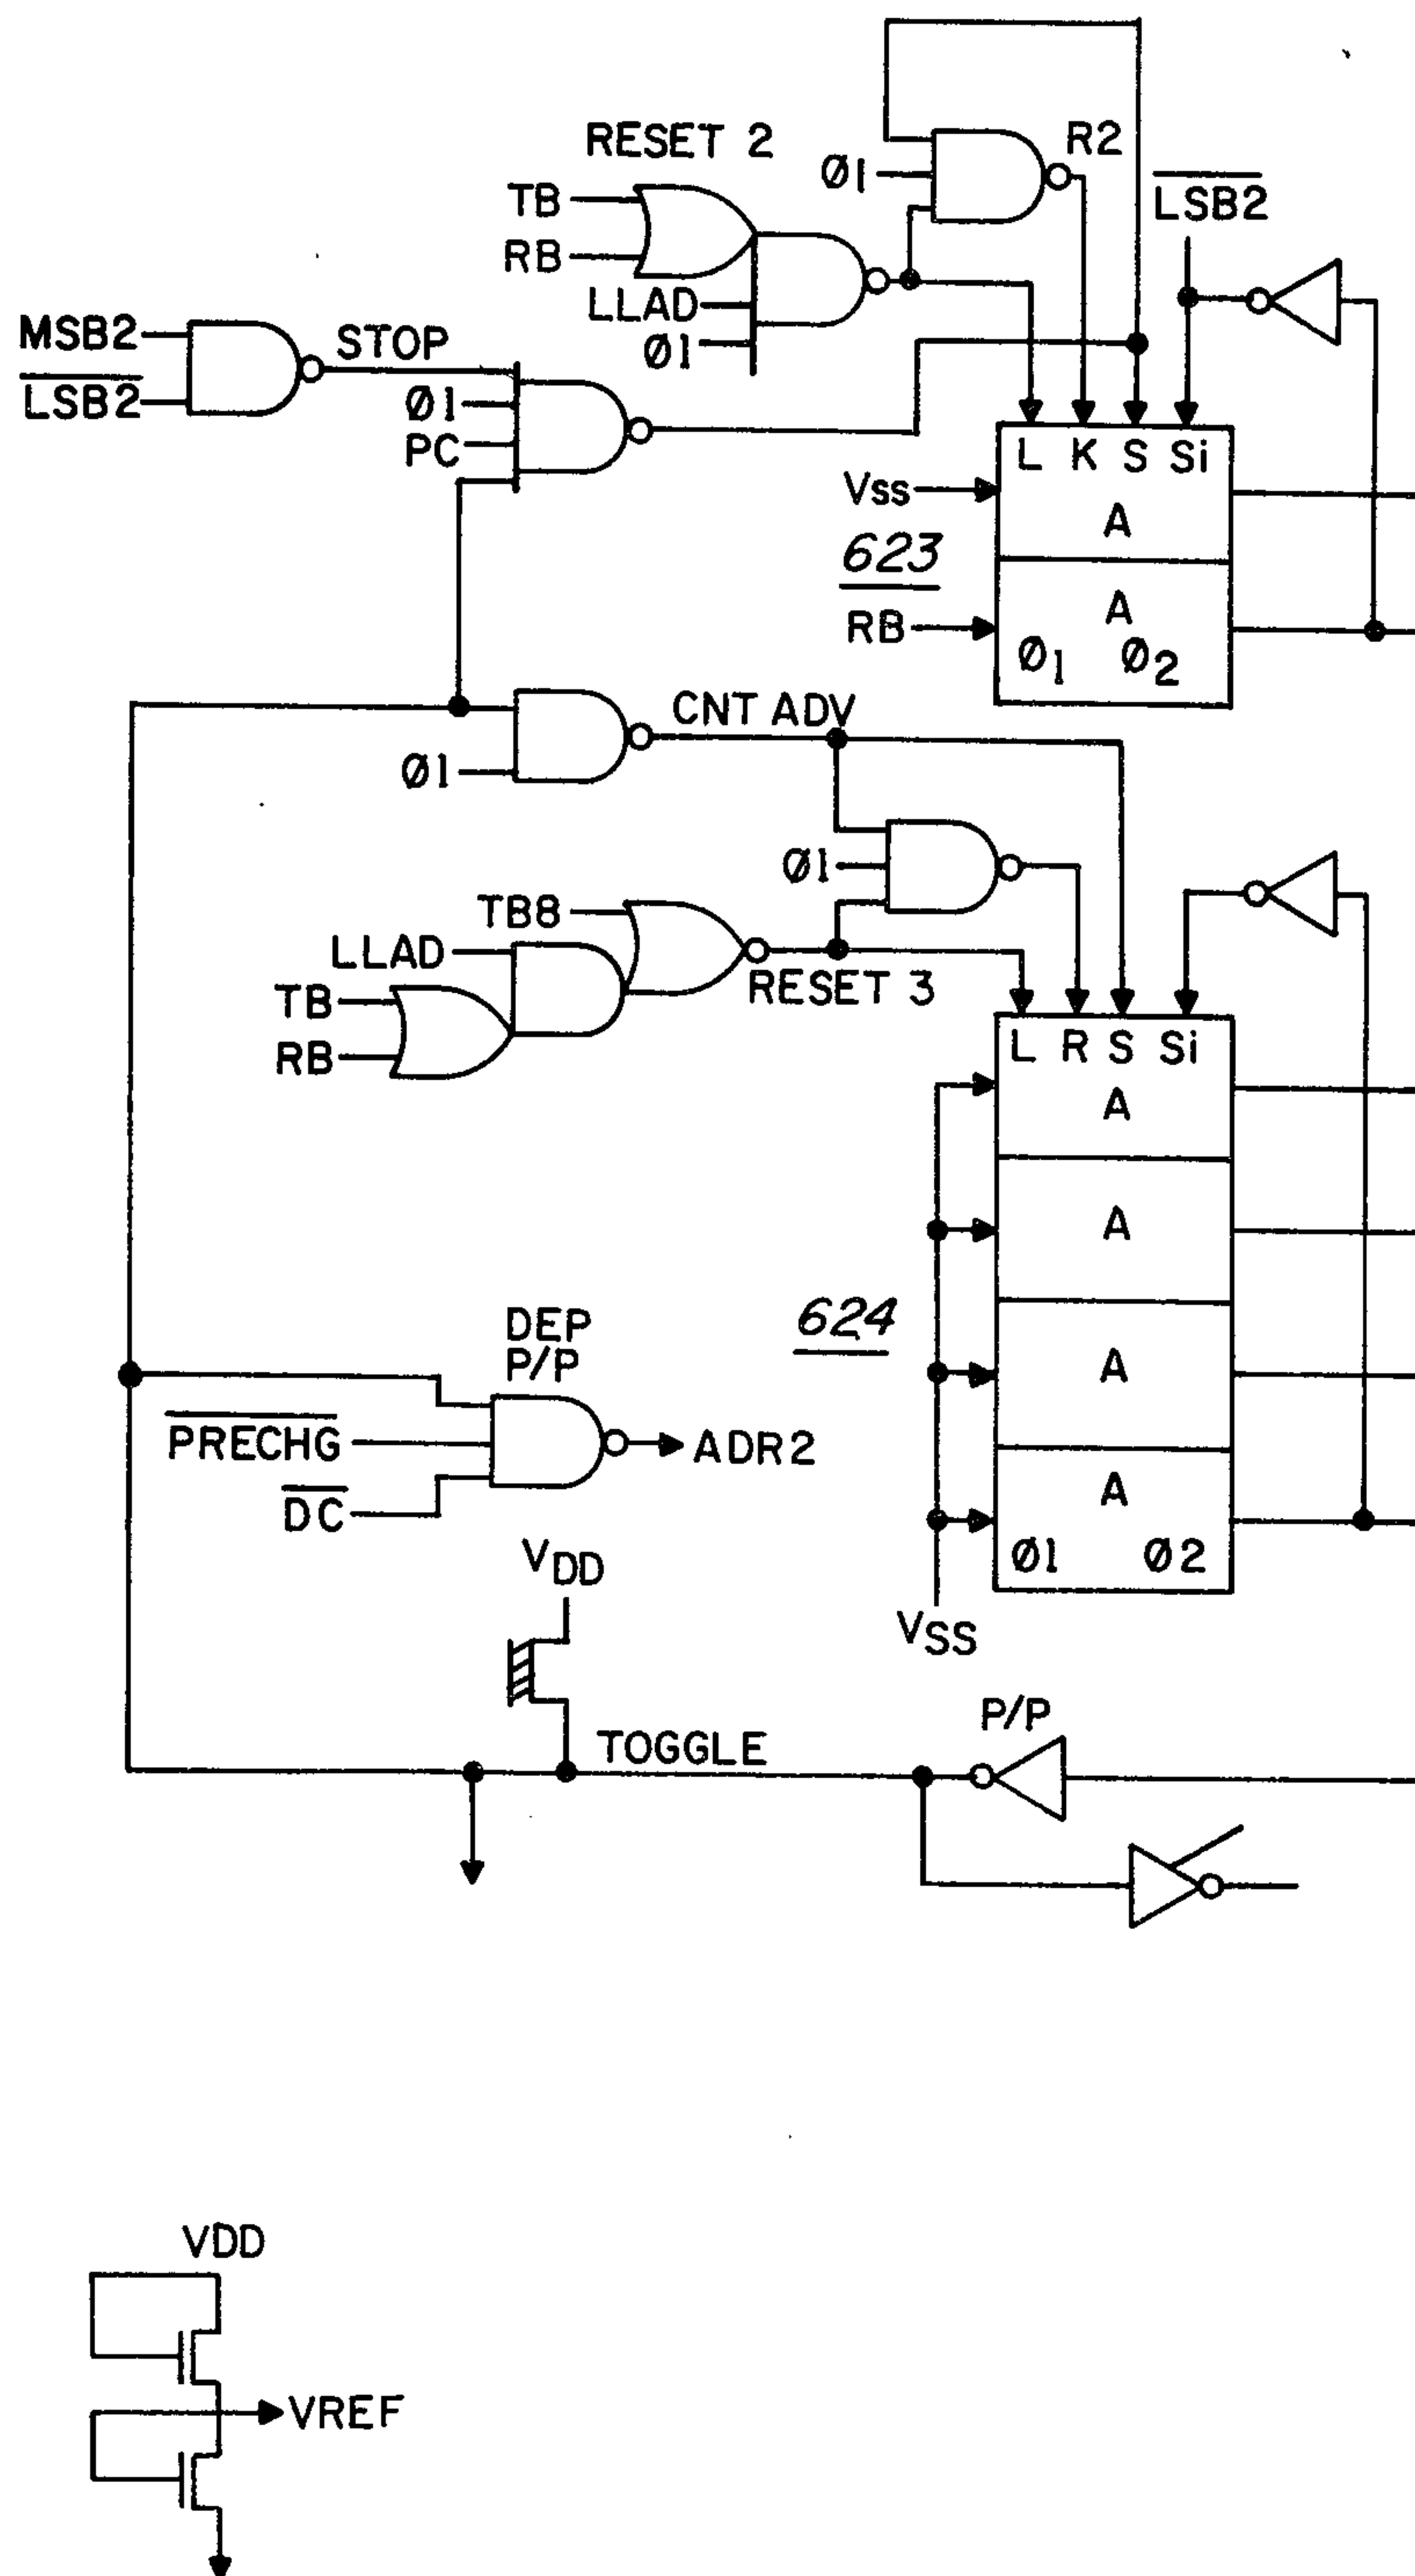 RESET 2
R2
Ø1
TB
LSB2
RB
LLAD
MSB2
STOP
Ø1
LSB2
Ø1
PC
L K S Si
Vss
A
623
A
RB
Ø1 Ø2
CNT ADV
Ø1
Ø1
TB8
LLAD
RESET 3
TB
RB
L R S Si
A
A
DEP
P/P
624
A
PRECHG
ADR2
DC
A
Ø1 Ø2
VDD
VSS
P/P
TOGGLE
VDD
VREF